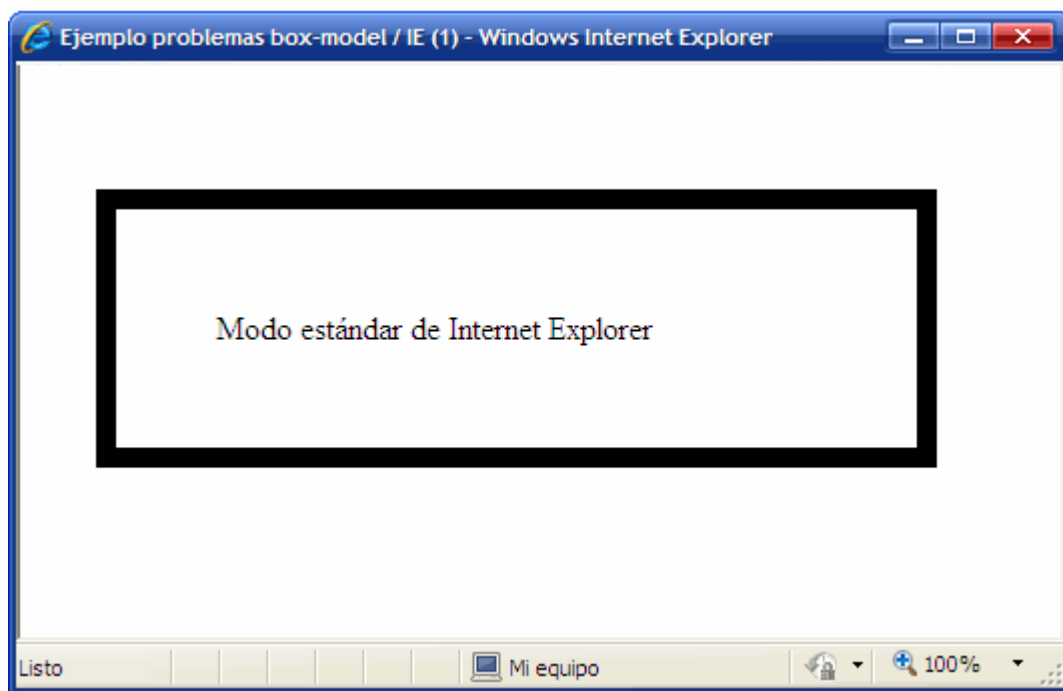 Ejemplo problemas box-model / IE (1) - Windows Internet Explorer
Modo estándar de Internet Explorer
Listo
Mi equipo
100%